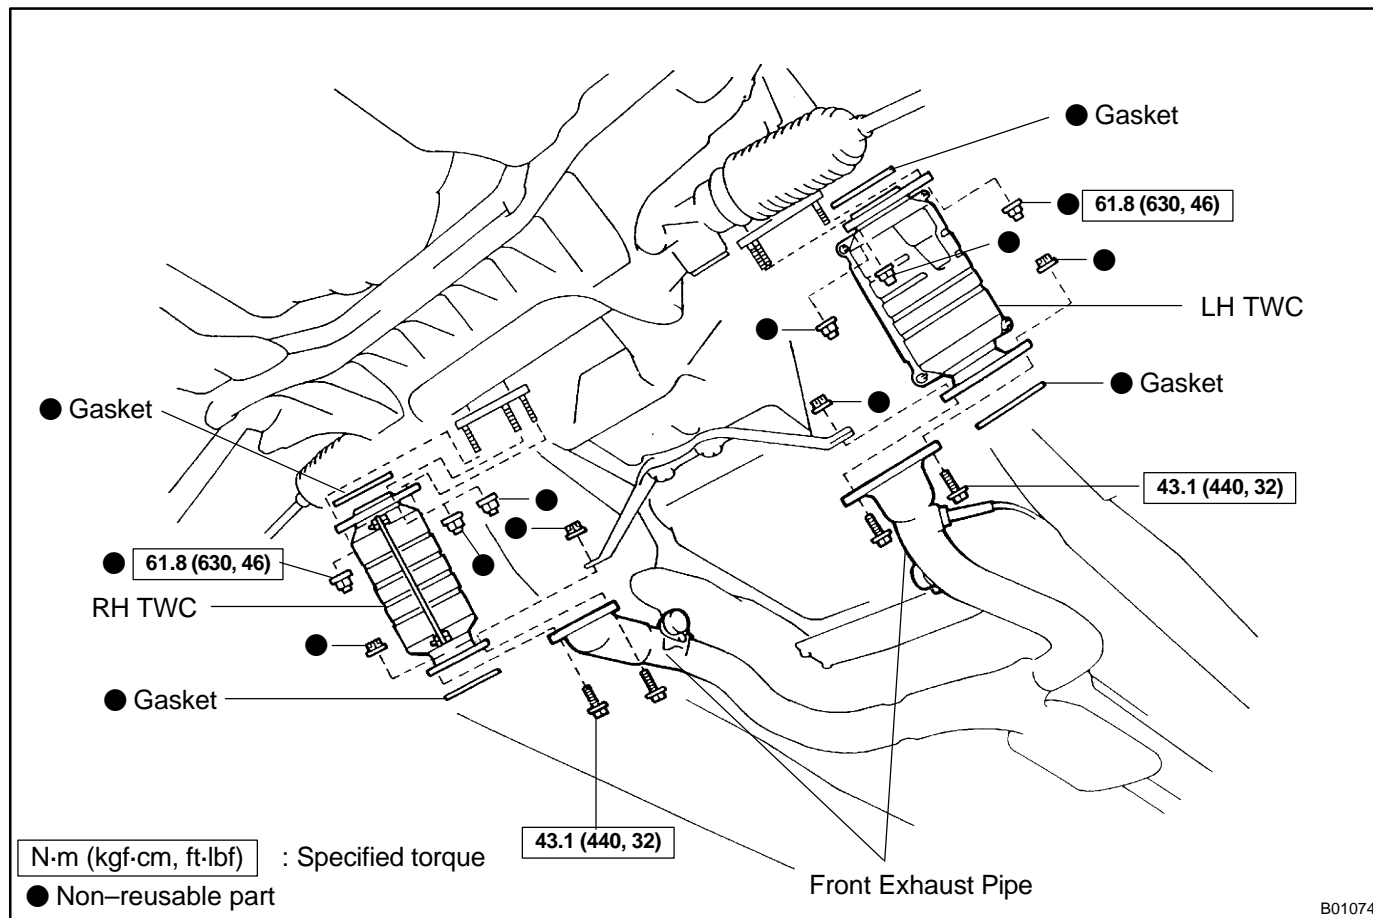 ● Gasket
● 61.8 (630, 46)
LH TWC
● Gasket
● Gasket
43.1 (440, 32)
● 61.8 (630, 46)
RH TWC
● Gasket
43.1 (440, 32)
N·m (kgf·cm, ft·lbf) : Specified torque
Front Exhaust Pipe
● Non–reusable part
B01074